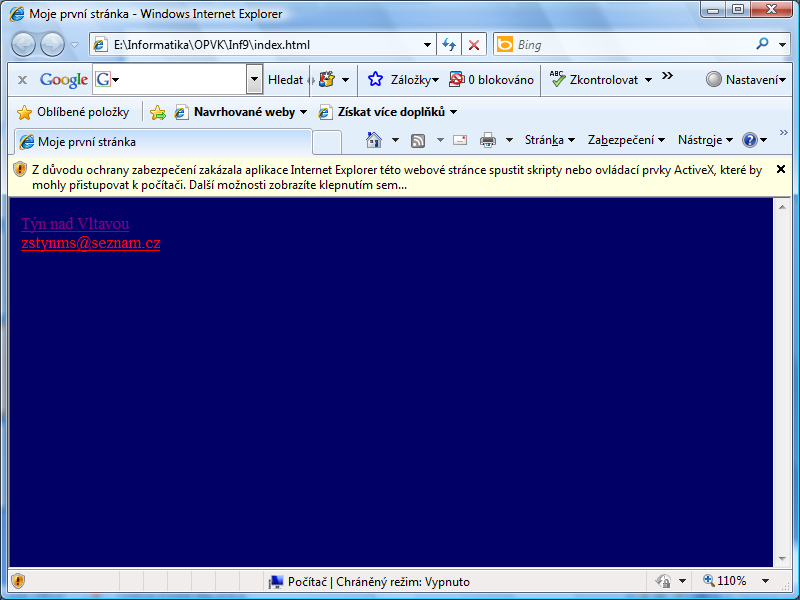 Moje první stránka - Windows Internet Explorer
E:\Informatika\OPVK\Inf9\index.html
Bing
x Google G Hledat Záložky 0 blokováno ABC Zkontrolovat » Nastavení
Oblíbené položky Navrhované weby Získat více doplňků
Moje první stránka Stránka Zabezpečení Nástroje »
Z důvodu ochrany zabezpečení zakázala aplikace Internet Explorer této webové stránce spustit skripty nebo ovládací prvky ActiveX, které by
mohly přistupovat k počítači. Další možnosti zobrazíte klepnutím sem...
Týn nad Vltavou
zstynms@seznam.cz
Počítač | Chráněný režim: Vypnuto 110%